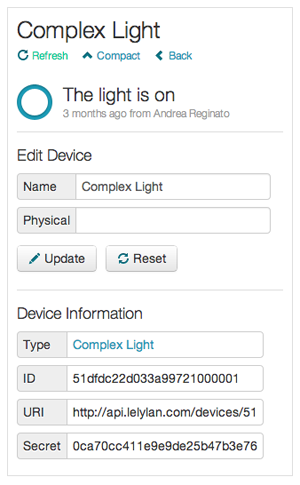 Complex Light
Refresh Compact Back
The light is on
3 months ago from Andrea Reginato
Edit Device
Name Complex Light
Physical
Update Reset
Device Information
Type Complex Light
ID 51dfdc22d033a99721000001
URI http://api.lelylan.com/devices/51
Secret 0ca70cc411e9e9de25b47b3e76